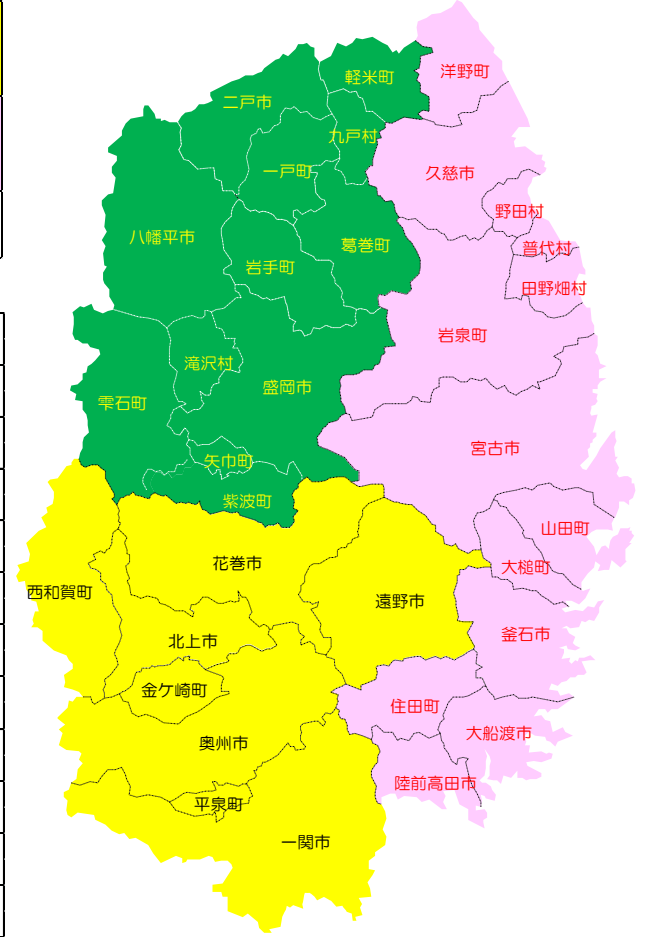 洋野町
軽米町
二戸市
九戸村
一戸町
久慈市
野田村
八幡平市
葛巻町
普代村
岩手町
田野畑村
岩泉町
滝沢村
盛岡市
雫石町
宮古市
矢巾町
紫波町
山田町
花巻市
大槌町
西和賀町
遠野市
釜石市
北上市
金ケ崎町
住田町
大船渡市
奥州市
陸前高田市
平泉町
一関市